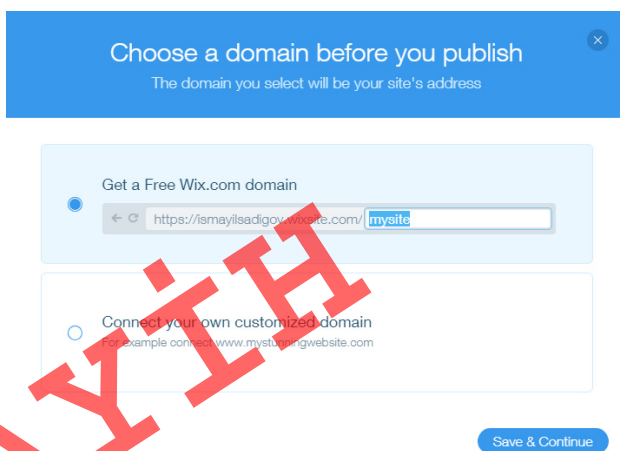 Choose a domain before you publish
The domain you select will be your site's address
Get a Free Wix.com domain
https://ismayilsadigov.wixsite.com/ mysite
Connect your own customized domain
For example connect www.mystunningwebsite.com
Save & Continue
AYİH